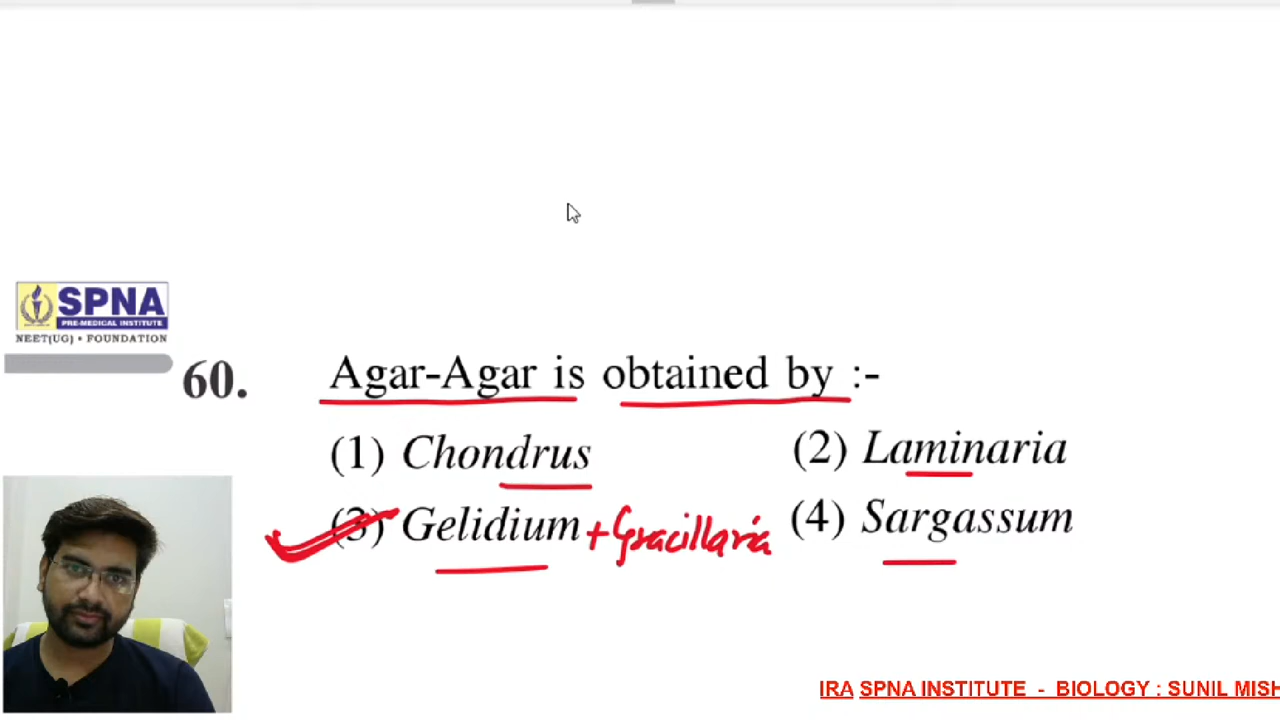 SPNA
PRE-MEDICAL INSTITUTE
NEET(UG) • FOUNDATION
60. Agar-Agar is obtained by :-
(1) Chondrus (2) Laminaria
(3) Gelidium + Gracillaria (4) Sargassum
IRA SPNA INSTITUTE - BIOLOGY : SUNIL MISH